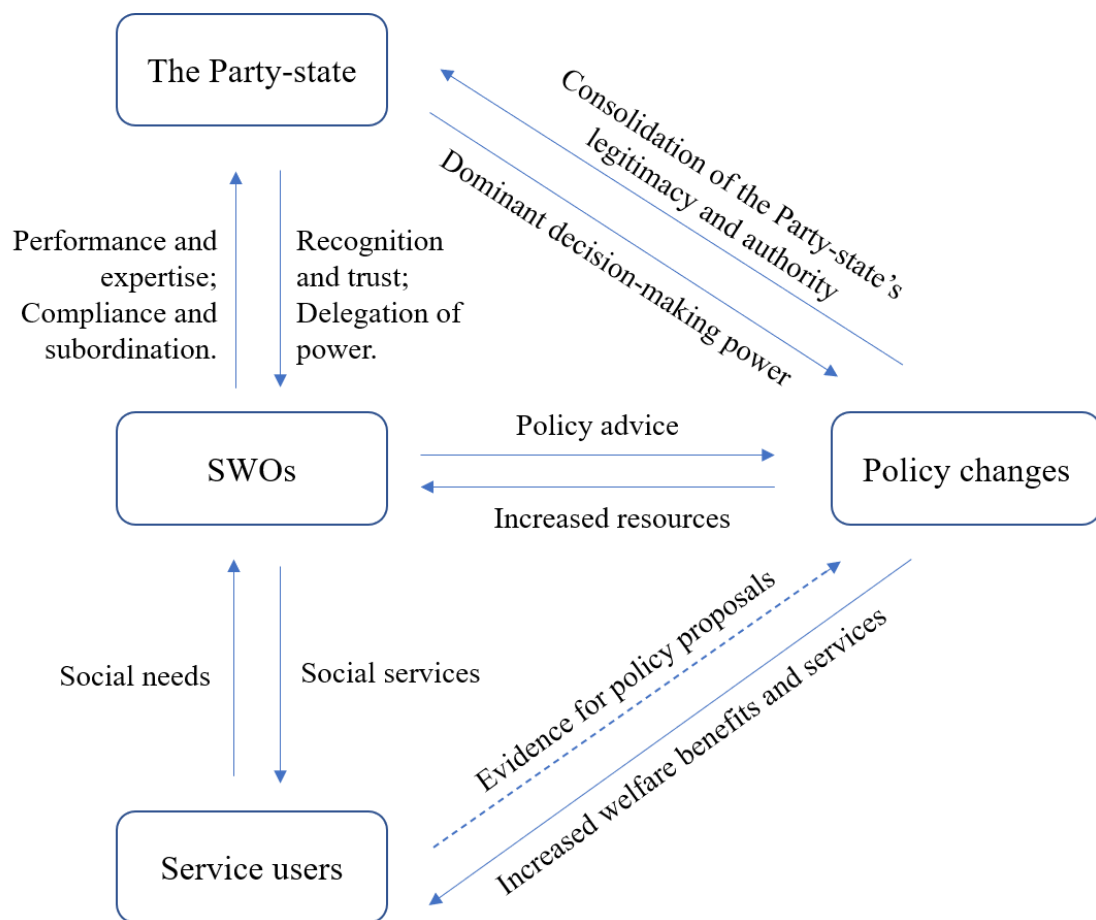 The Party-state
Consolidation of the Party-state’s
legitimacy and authority
Dominant decision-making power
Performance and
expertise;
Compliance and
subordination.
Recognition
and trust;
Delegation of
power.
Policy advice
SWOs
Policy changes
Increased resources
Social needs
Social services
Evidence for policy proposals
Increased welfare benefits and services
Service users